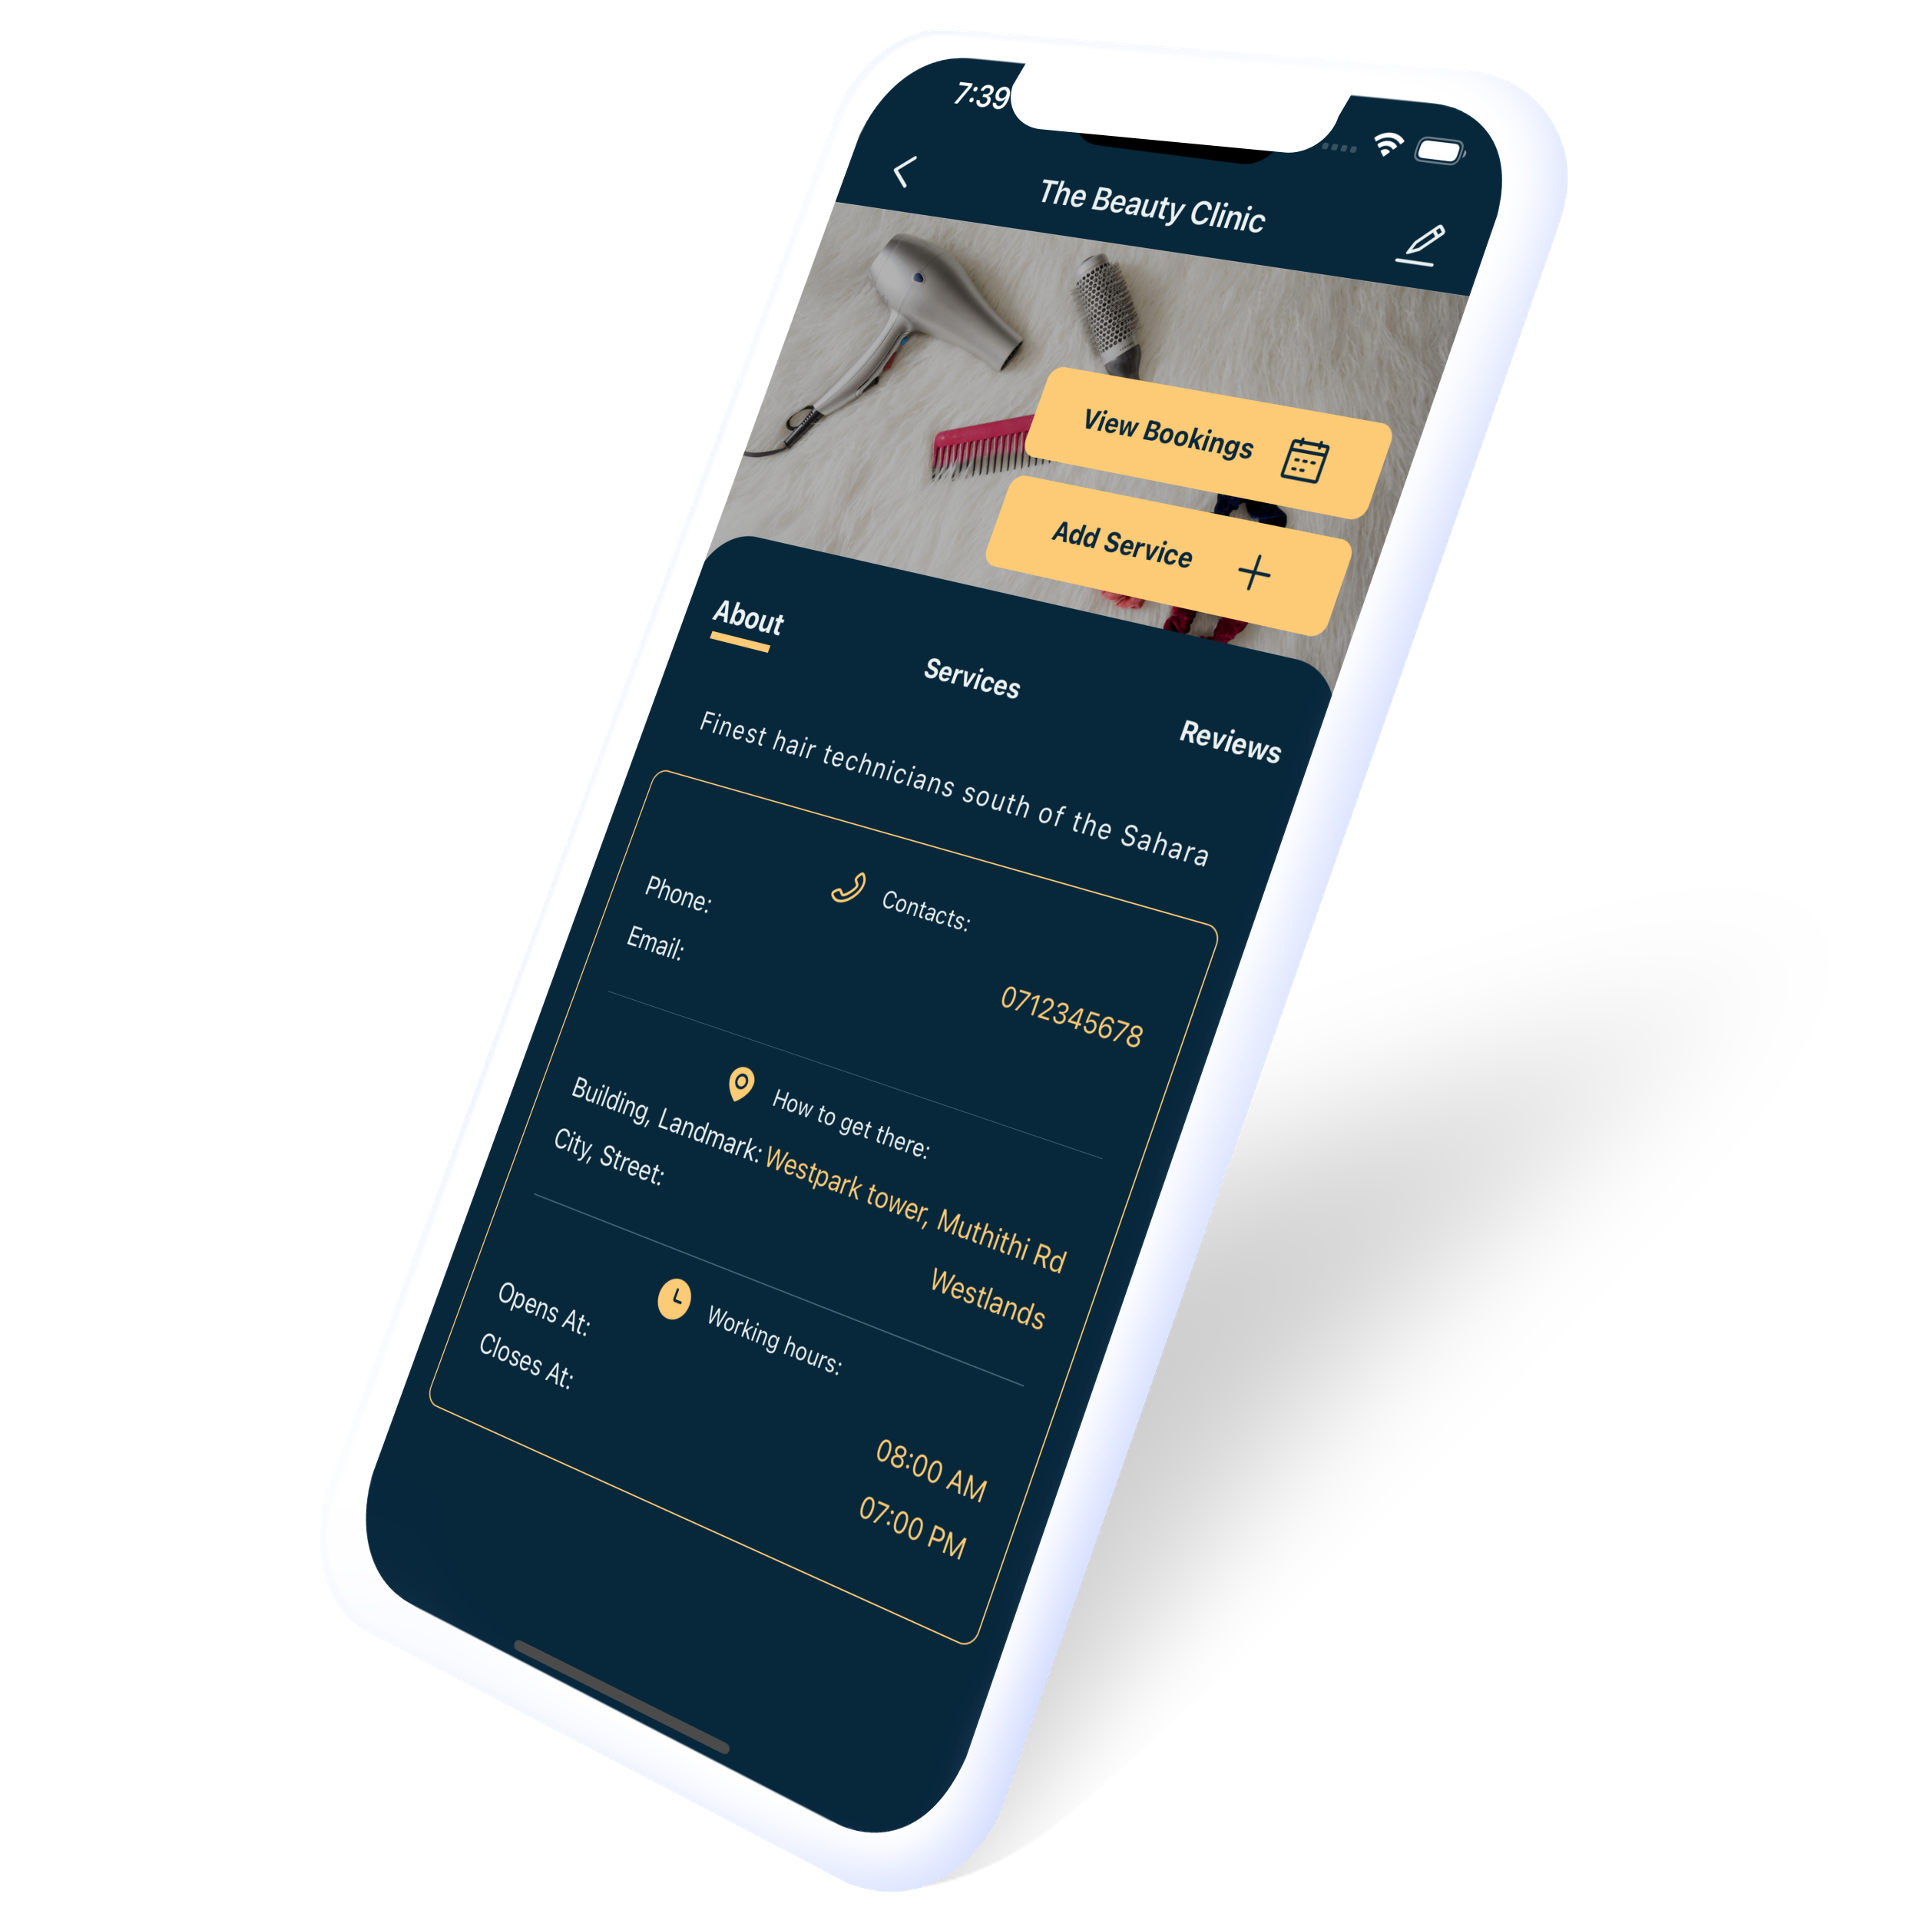 7:39
The Beauty Clinic
View Bookings
Add Service
About
Services
Reviews
Finest hair technicians south of the Sahara
Contacts:
Phone:
0712345678
Email:
How to get there:
Building, Landmark: Westpark tower, Muthithi Rd
City, Street:
Westlands
Working hours:
Opens At:
08:00 AM
Closes At:
07:00 PM